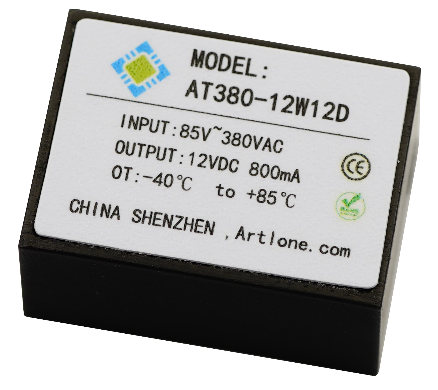 MODEL:
AT380-12W12D
INPUT:85V~380VAC
OUTPUT:12VDC 800mA
OT:-40℃ to +85℃
CE
CHINA SHENZHEN ,Artlone.com